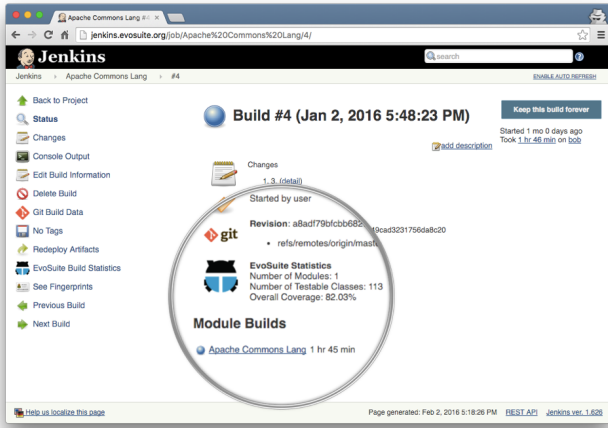 Apache Commons Lang #4
jenkins.evosuite.org/job/Apache%20Commons%20Lang/4/
Jenkins
search
Jenkins › Apache Commons Lang › #4
ENABLE AUTO REFRESH
Back to Project
Status
Changes
Console Output
Edit Build Information
Delete Build
Git Build Data
No Tags
Redeploy Artifacts
EvoSuite Build Statistics
See Fingerprints
Previous Build
Next Build
Build #4 (Jan 2, 2016 5:48:23 PM)
Keep this build forever
Started 1 mo 0 days ago
Took 1 hr 46 min on bob
add description
Changes
1. 3. (detail)
Started by user
git
Revision: a8adf79bfcbb682
19cad3231756da8c20
• refs/remotes/origin/mast
EvoSuite Statistics
Number of Modules: 1
Number of Testable Classes: 113
Overall Coverage: 82.03%
Module Builds
Apache Commons Lang 1 hr 45 min
Help us localize this page
Page generated: Feb 2, 2016 5:18:26 PM
REST API
Jenkins ver. 1.626